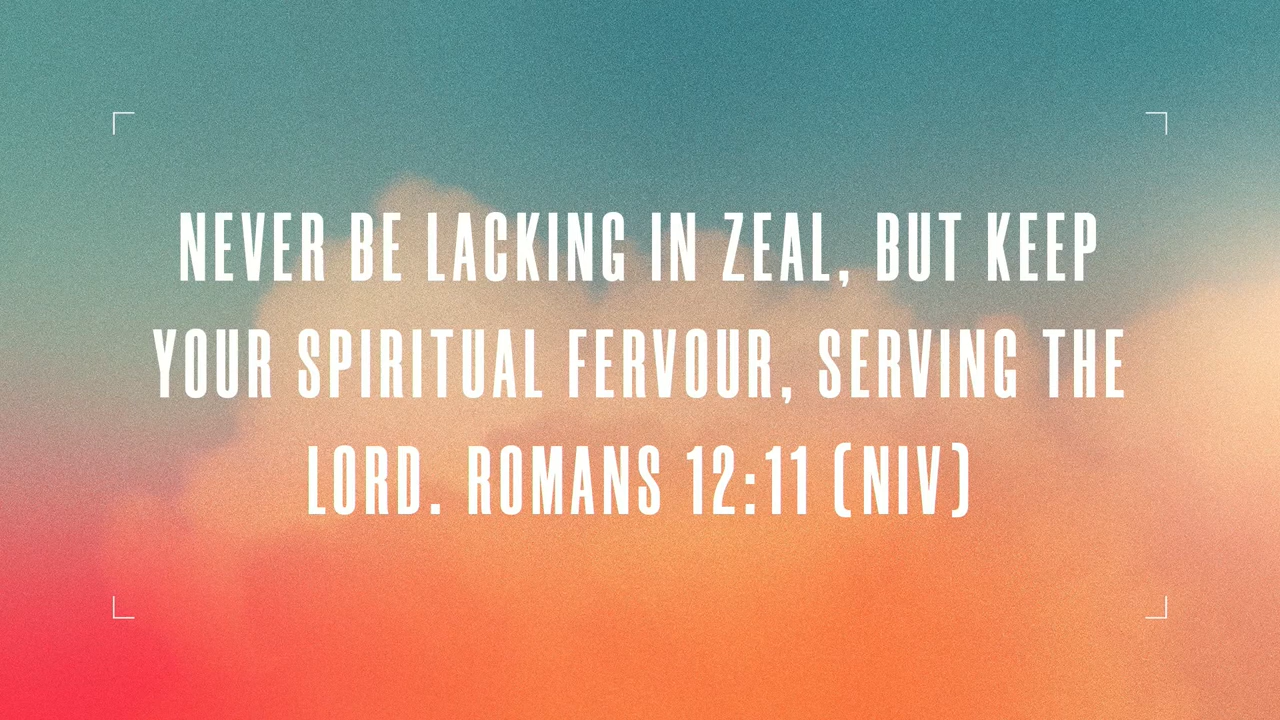 NEVER BE LACKING IN ZEAL, BUT KEEP
YOUR SPIRITUAL FERVOUR, SERVING THE
LORD. ROMANS 12:11 (NIV)